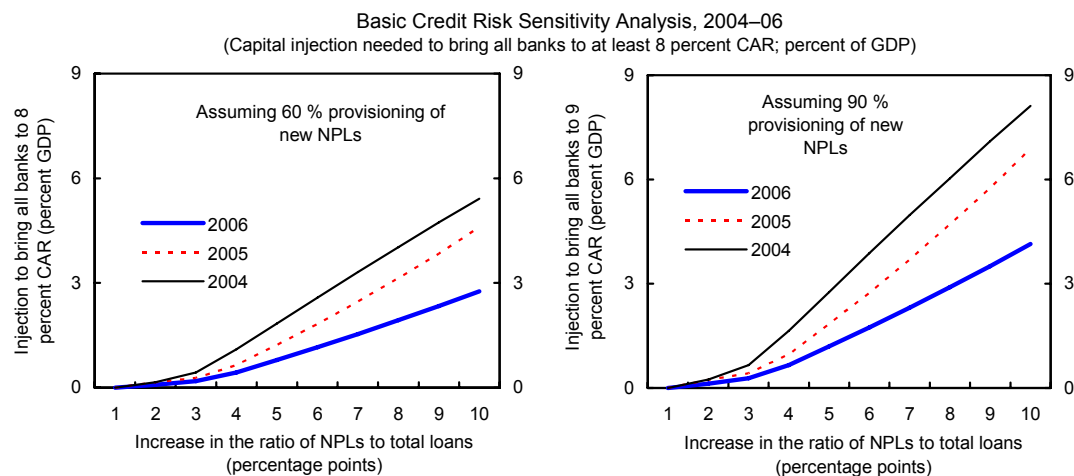 Basic Credit Risk Sensitivity Analysis, 2004–06
(Capital injection needed to bring all banks to at least 8 percent CAR; percent of GDP)
Injection to bring all banks to 8
percent CAR (percent GDP)
9
6
3
0
Assuming 60 % provisioning of
new NPLs
2006
2005
2004
9
6
3
0
1 2 3 4 5 6 7 8 9 10
Increase in the ratio of NPLs to total loans
(percentage points)
Injection to bring all banks to 9
percent CAR (percent GDP)
9
6
3
0
Assuming 90 %
provisioning of new
NPLs
2006
2005
2004
9
6
3
0
1 2 3 4 5 6 7 8 9 10
Increase in the ratio of NPLs to total loans
(percentage points)